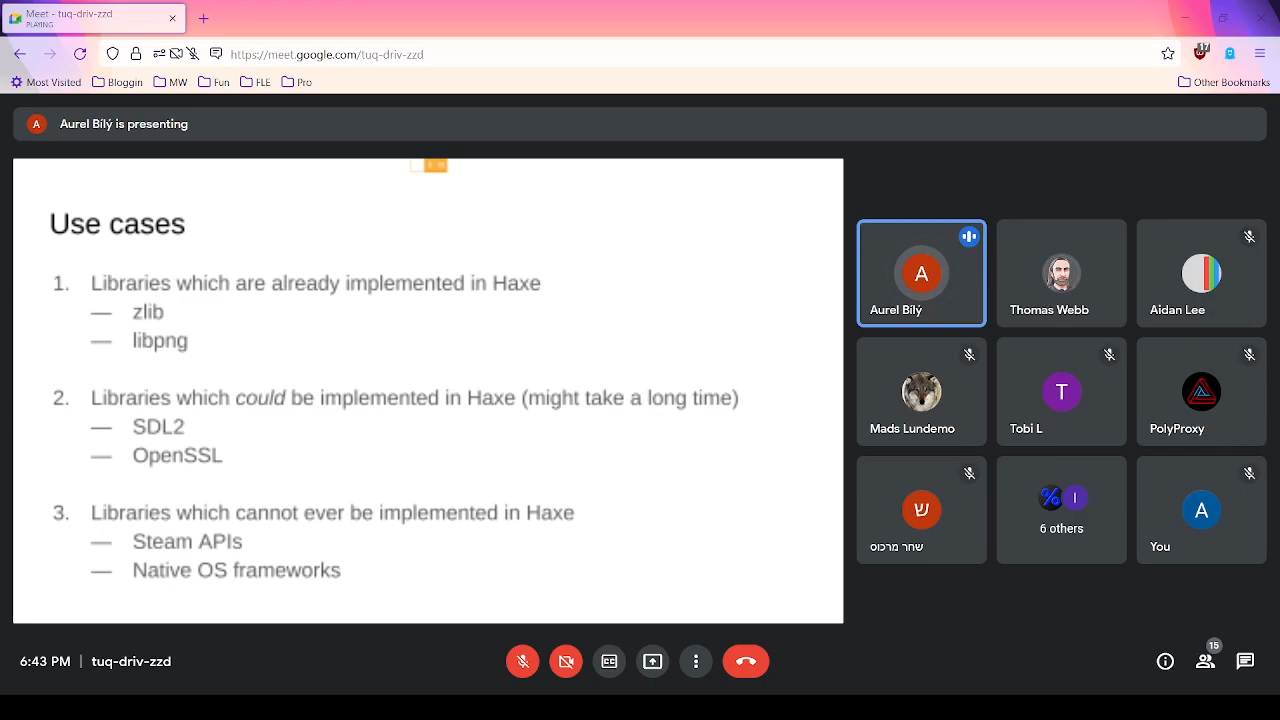 Meet - tuq-driv-zzd
PLAYING
https://meet.google.com/tuq-driv-zzd
17
Most Visited
Bloggin
MW
Fun
FLE
Pro
Other Bookmarks
A
Aurel Bílý is presenting
Use cases
1. Libraries which are already implemented in Haxe
— zlib
— libpng
2. Libraries which could be implemented in Haxe (might take a long time)
— SDL2
— OpenSSL
3. Libraries which cannot ever be implemented in Haxe
— Steam APIs
— Native OS frameworks
A
Aurel Bílý
Thomas Webb
Aidan Lee
Mads Lundemo
T
Tobi L
PolyProxy
ש
שחר מרכוס
% I
6 others
A
You
6:43 PM | tuq-driv-zzd
CC
15